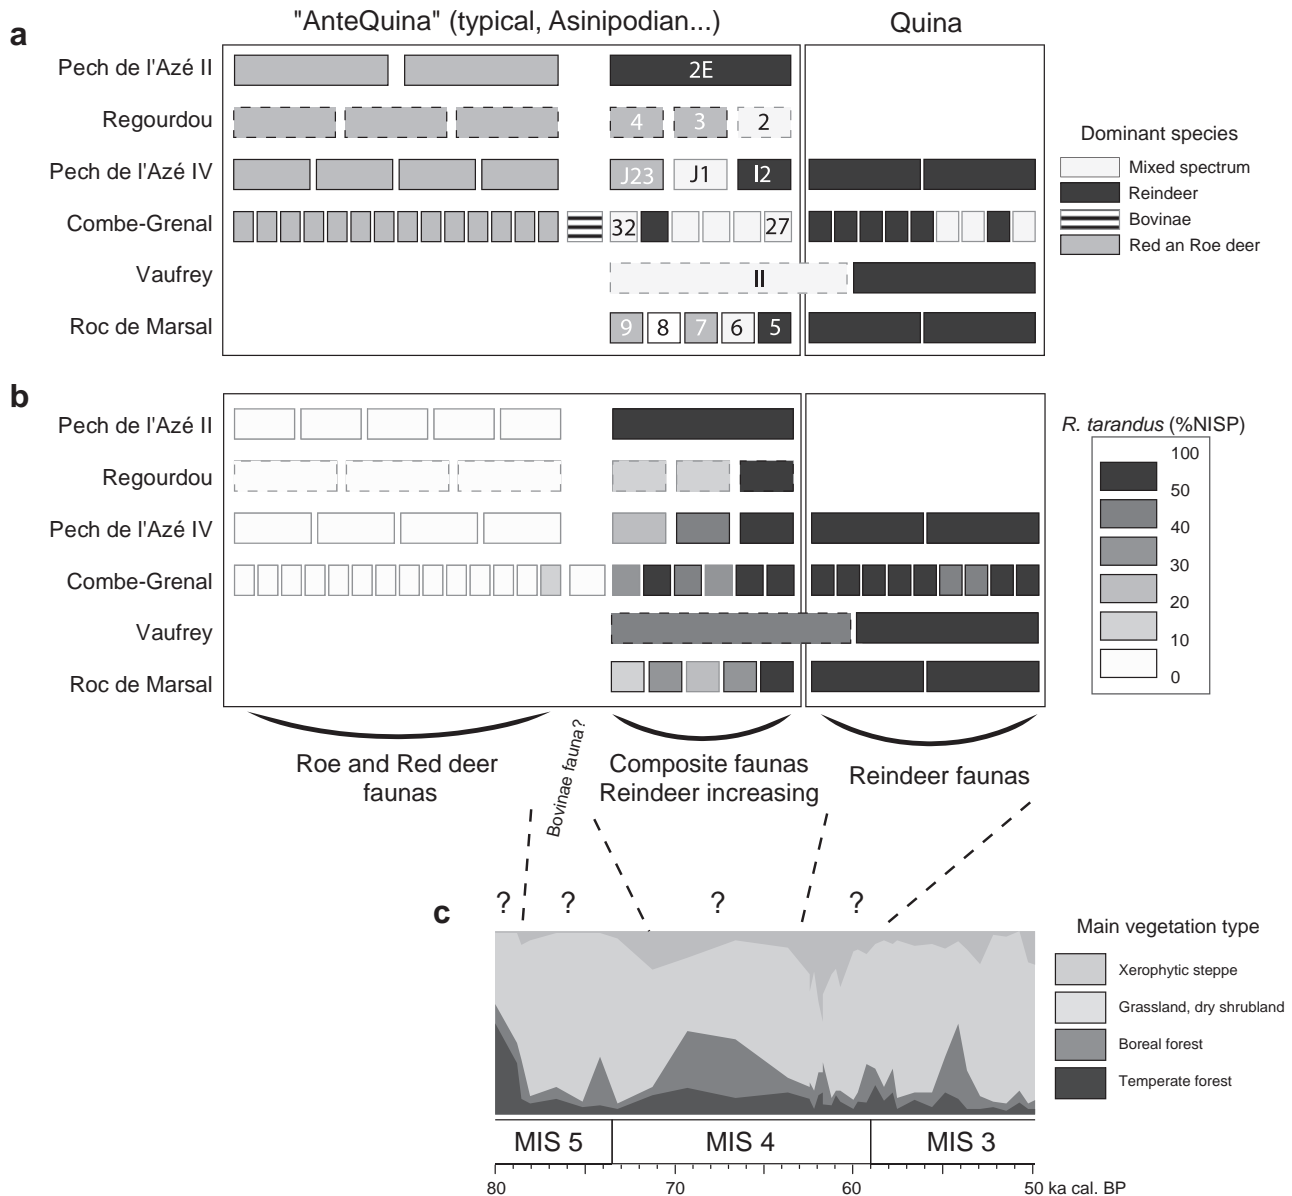 a
"AnteQuina" (typical, Asinipodian...)
Quina
Pech de l'Azé II
2E
Regourdou
4 3 2
Pech de l'Azé IV
J23 J1 I2
Combe-Grenal
32 27
Vaufrey
II
Roc de Marsal
9 8 7 6 5
Dominant species
Mixed spectrum
Reindeer
Bovinae
Red an Roe deer
b
Pech de l'Azé II
Regourdou
Pech de l'Azé IV
Combe-Grenal
Vaufrey
Roc de Marsal
R. tarandus (%NISP)
100
50
40
30
20
10
0
Roe and Red deer
faunas
Bovinae fauna?
Composite faunas
Reindeer increasing
Reindeer faunas
c
? ? ? ?
Main vegetation type
Xerophytic steppe
Grassland, dry shrubland
Boreal forest
Temperate forest
MIS 5 MIS 4 MIS 3
80 70 60 50 ka cal. BP